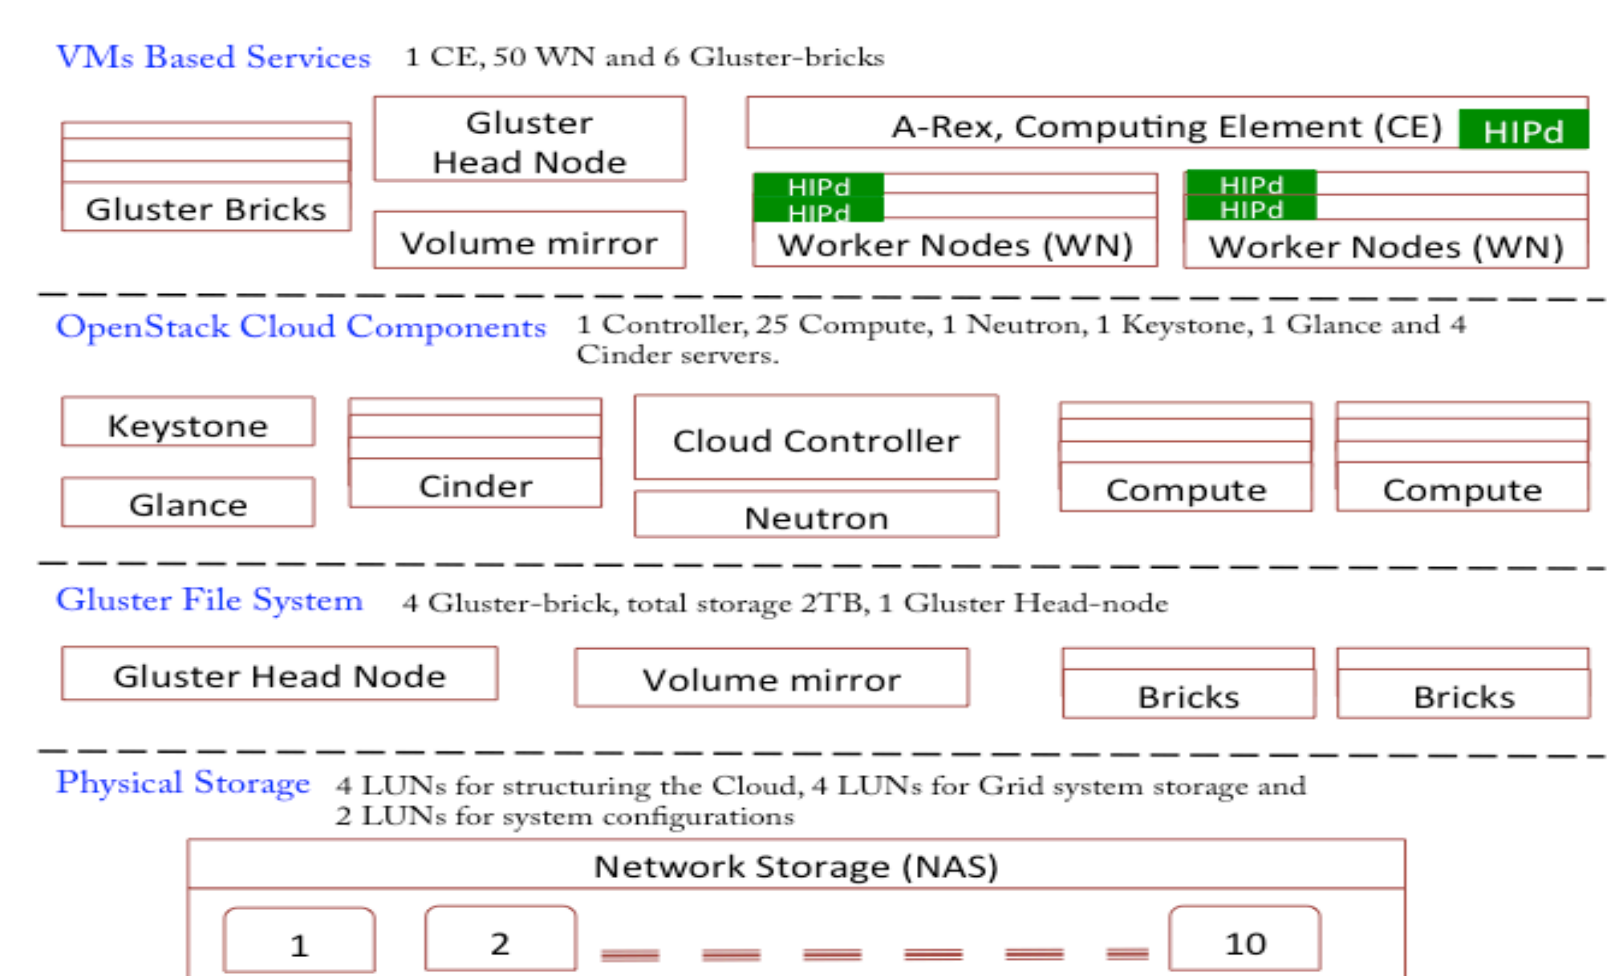 VMs Based Services 1 CE, 50 WN and 6 Gluster-bricks
Gluster
Head Node
A-Rex, Computing Element (CE) HIPd
Gluster Bricks
Volume mirror
HIPd
HIPd
Worker Nodes (WN)
HIPd
HIPd
Worker Nodes (WN)
OpenStack Cloud Components 1 Controller, 25 Compute, 1 Neutron, 1 Keystone, 1 Glance and 4
Cinder servers.
Keystone
Glance
Cinder
Cloud Controller
Neutron
Compute
Compute
Gluster File System 4 Gluster-brick, total storage 2TB, 1 Gluster Head-node
Gluster Head Node
Volume mirror
Bricks
Bricks
Physical Storage 4 LUNs for structuring the Cloud, 4 LUNs for Grid system storage and
2 LUNs for system configurations
Network Storage (NAS)
1
2
10